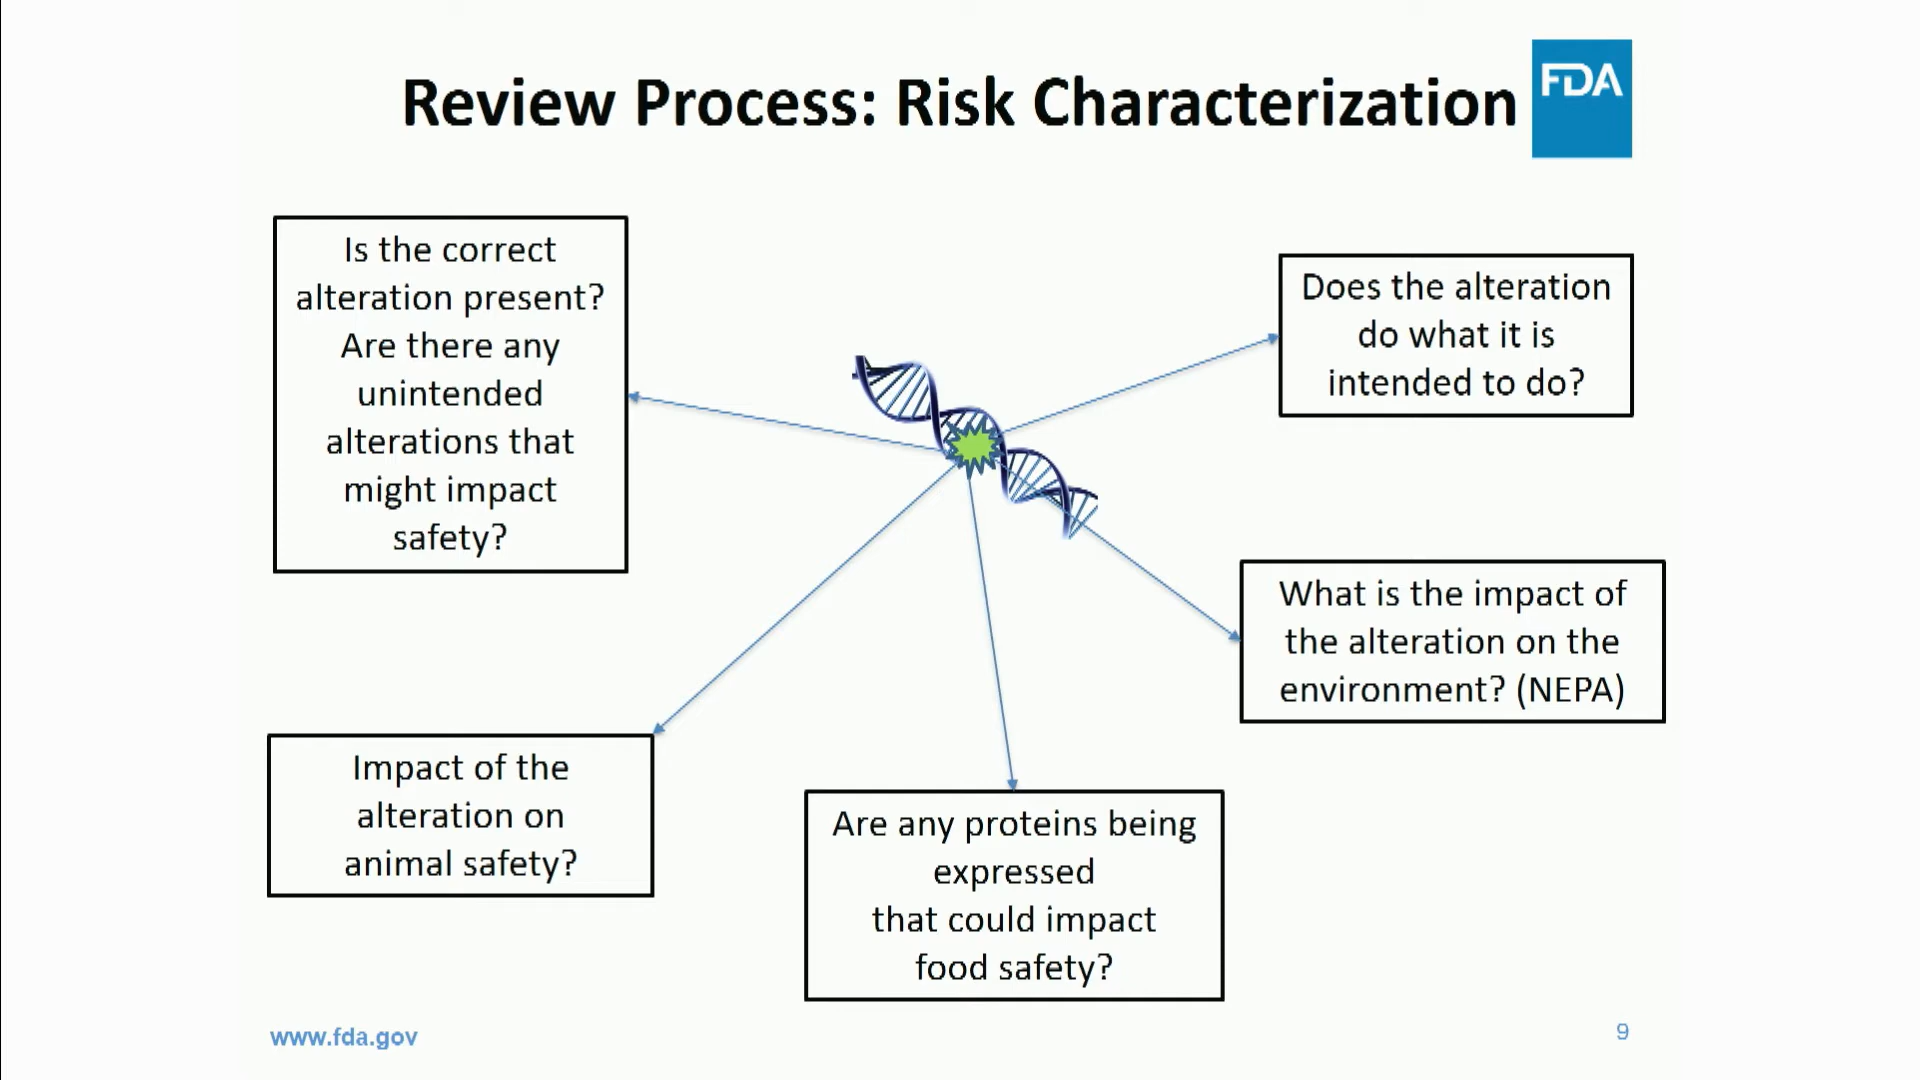 Review Process: Risk Characterization
FDA
Is the correct
alteration present?
Are there any
unintended
alterations that
might impact
safety?
Does the alteration
do what it is
intended to do?
What is the impact of
the alteration on the
environment? (NEPA)
Impact of the
alteration on
animal safety?
Are any proteins being
expressed
that could impact
food safety?
www.fda.gov
9